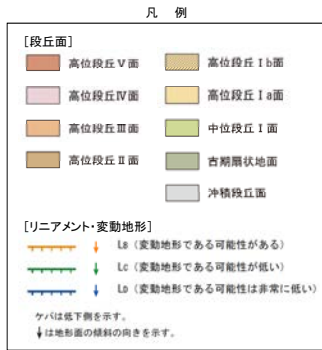 凡 例
[段丘面]
高位段丘Ⅴ面
高位段丘Ⅳ面
高位段丘Ⅲ面
高位段丘Ⅱ面
高位段丘Ⅰb面
高位段丘Ⅰa面
中位段丘Ⅰ面
古期扇状地面
沖積段丘面
[リニアメント・変動地形]
LB (変動地形である可能性がある)
LC (変動地形である可能性が低い)
LD (変動地形である可能性は非常に低い)
ケバは低下側を示す。
↓は地形面の傾斜の向きを示す。